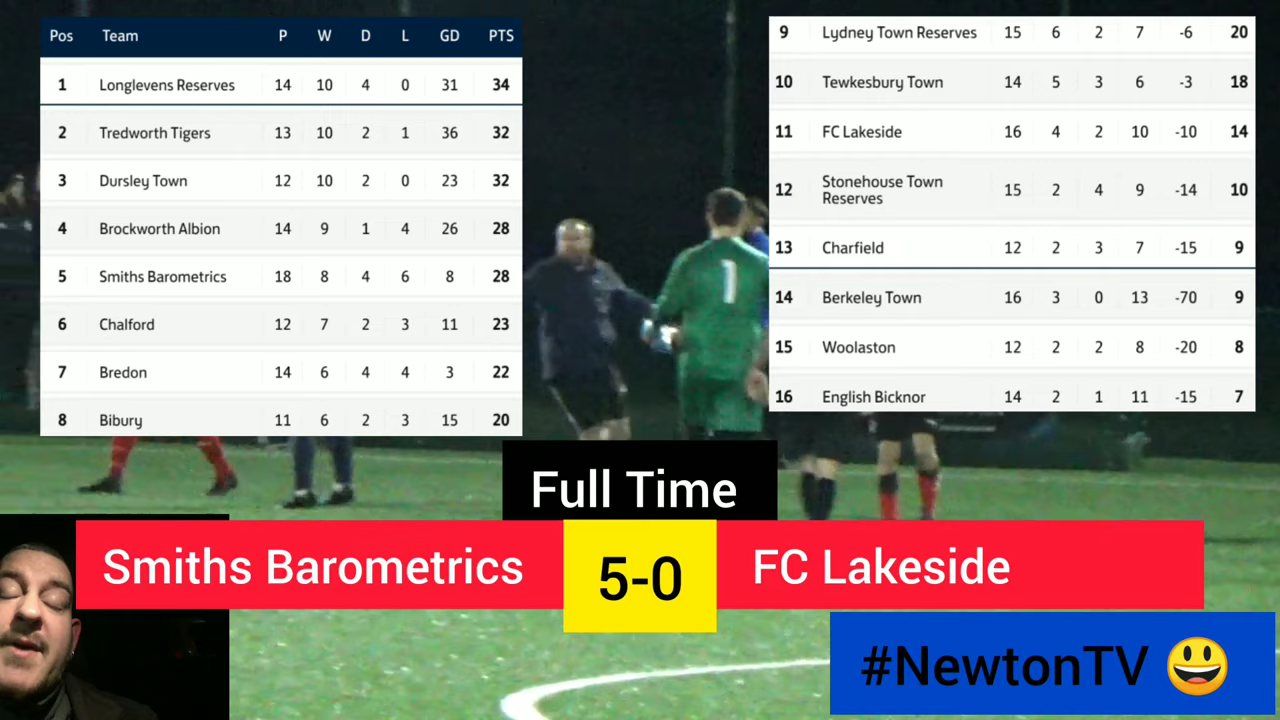 Pos Team P W D L GD PTS
1 Longlevens Reserves 14 10 4 0 31 34
2 Tredworth Tigers 13 10 2 1 36 32
3 Dursley Town 12 10 2 0 23 32
4 Brockworth Albion 14 9 1 4 26 28
5 Smiths Barometrics 18 8 4 6 8 28
6 Chalford 12 7 2 3 11 23
7 Bredon 14 6 4 4 3 22
8 Bibury 11 6 2 3 15 20
9 Lydney Town Reserves 15 6 2 7 -6 20
10 Tewkesbury Town 14 5 3 6 -3 18
11 FC Lakeside 16 4 2 10 -10 14
12 Stonehouse Town Reserves 15 2 4 9 -14 10
13 Charfield 12 2 3 7 -15 9
14 Berkeley Town 16 3 0 13 -70 9
15 Woolaston 12 2 2 8 -20 8
16 English Bicknor 14 2 1 11 -15 7
1
Full Time
Smiths Barometrics 5-0 FC Lakeside
#NewtonTV 😃